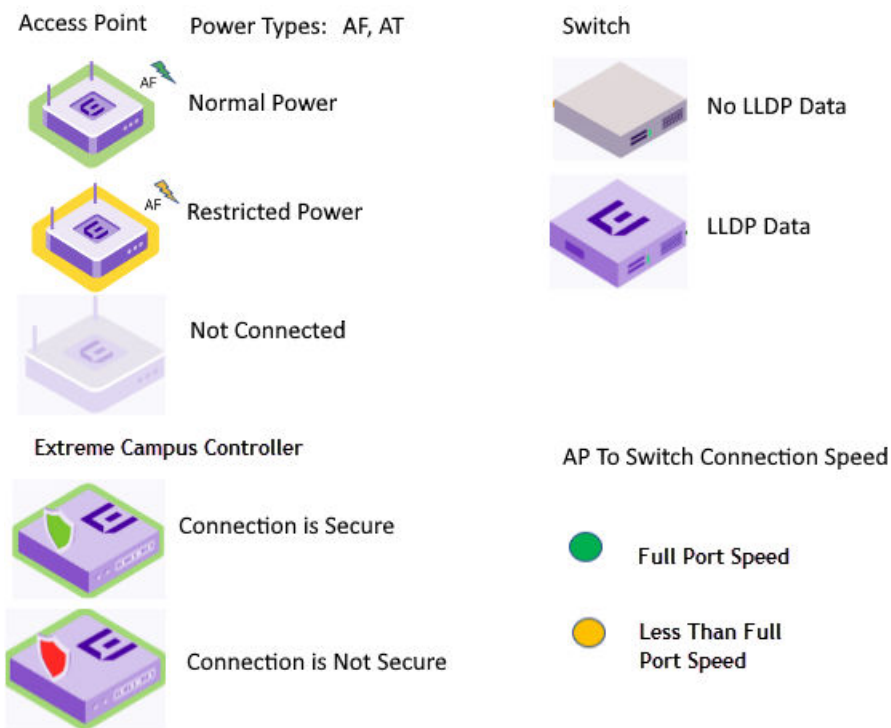 Access Point
Power Types: AF, AT
Switch
AF
Normal Power
No LLDP Data
AF
Restricted Power
LLDP Data
Not Connected
Extreme Campus Controller
AP To Switch Connection Speed
Connection is Secure
Full Port Speed
Less Than Full
Port Speed
Connection is Not Secure